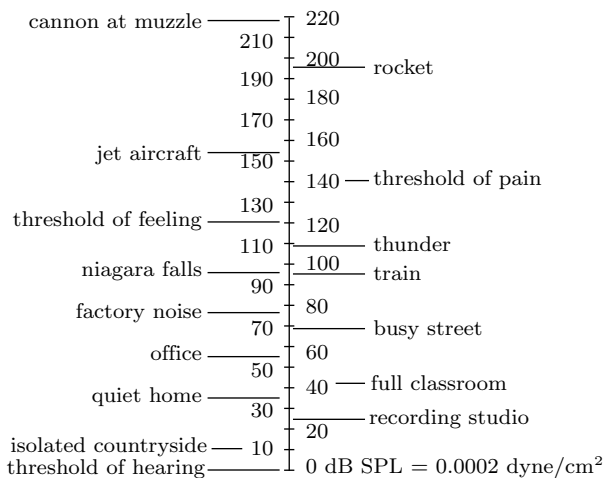 cannon at muzzle 220
210
200
rocket
190
180
170
160
jet aircraft
150
140 threshold of pain
130
threshold of feeling
120
110 thunder
niagara falls 100
train
90
factory noise 80
70 busy street
office 60
50
40 full classroom
quiet home
30
recording studio
20
isolated countryside 10
threshold of hearing 0 dB SPL = 0.0002 dyne/cm²